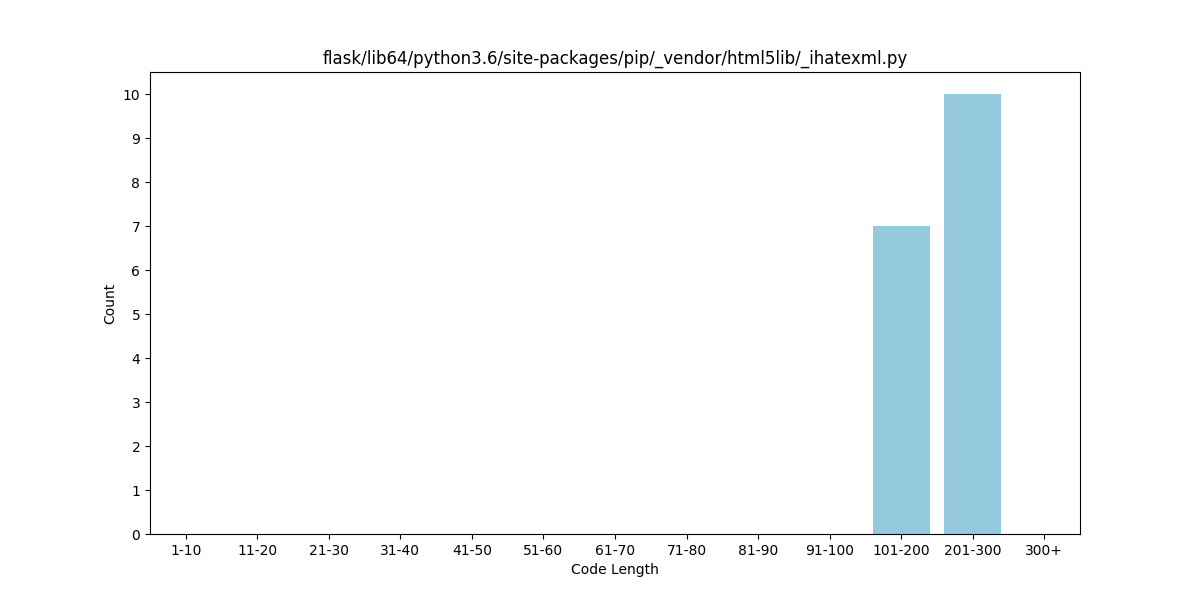 flask/lib64/python3.6/site-packages/pip/_vendor/html5lib/_ihatexml.py
10
9
8
7
6
5
4
3
2
1
0
Count
1-10 11-20 21-30 31-40 41-50 51-60 61-70 71-80 81-90 91-100 101-200 201-300 300+
Code Length